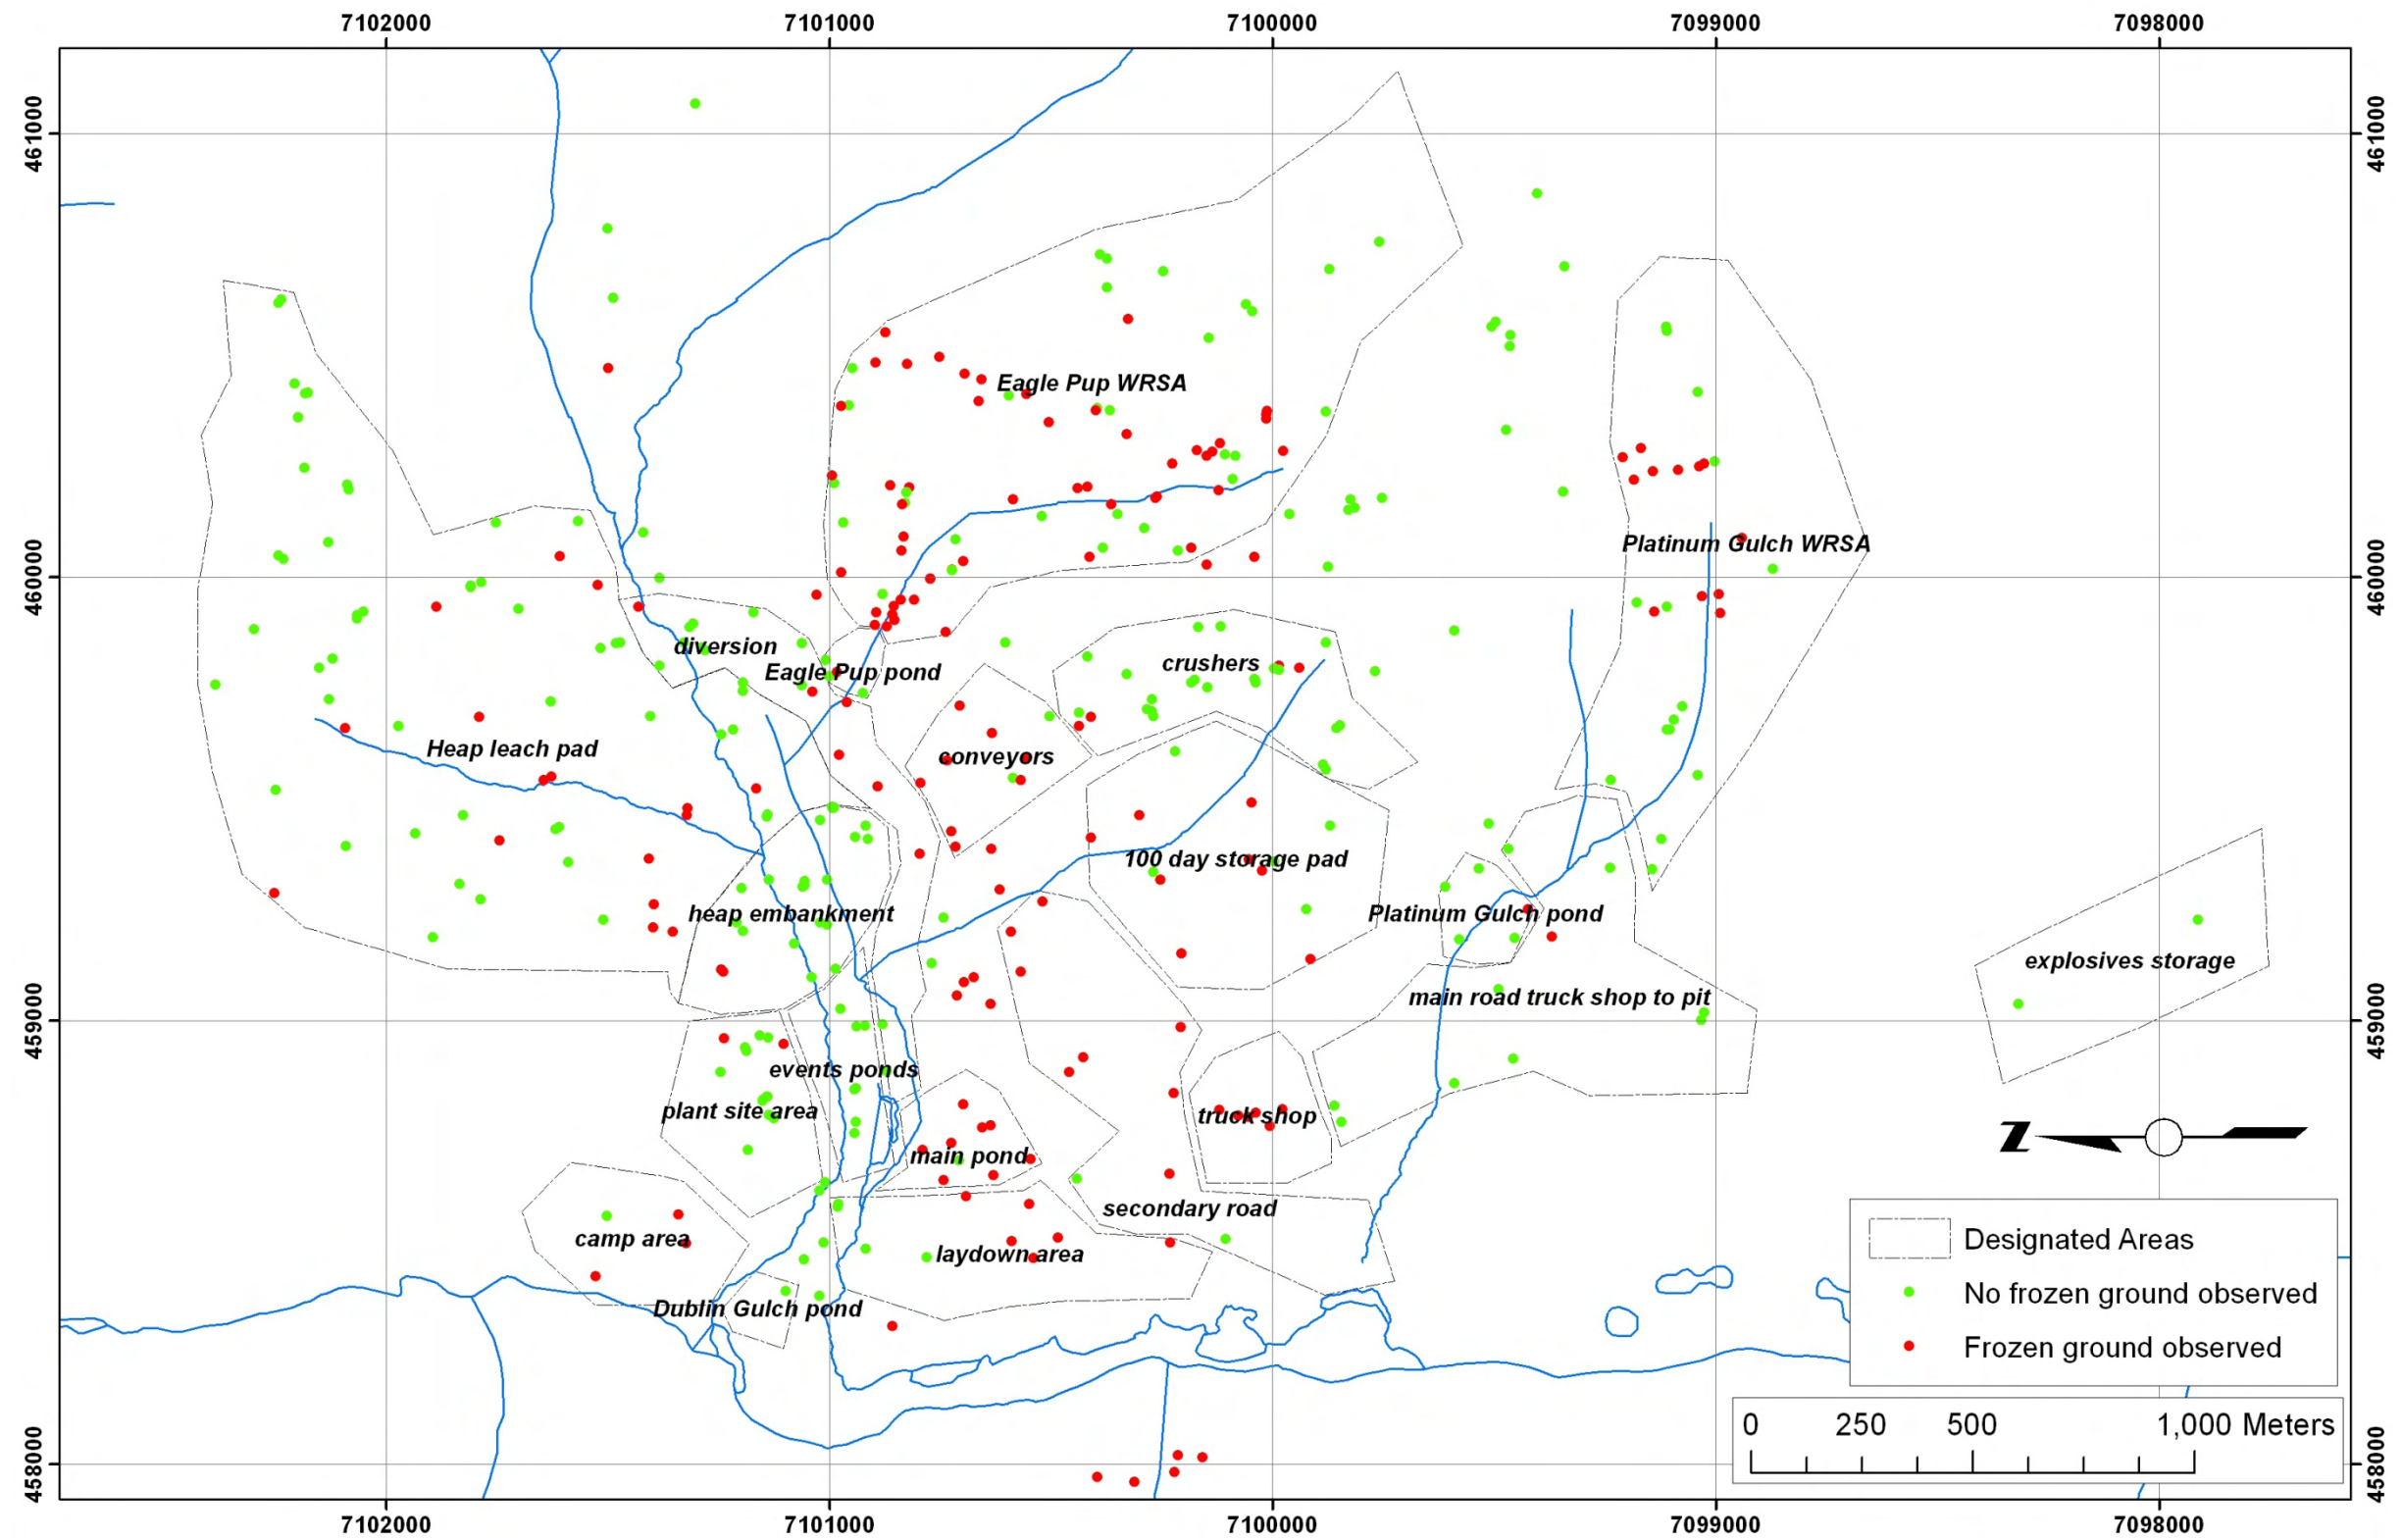 7102000 7101000 7100000 7099000 7098000
461000 461000
Eagle Pup WRSA
Platinum Gulch WRSA
460000 460000
diversion
Eagle Pup pond
crushers
Heap leach pad
conveyors
100 day storage pad
heap embankment
Platinum Gulch pond
explosives storage
main road truck shop to pit
459000 459000
events ponds
plant site area
truck shop
N
main pond
secondary road
camp area
laydown area
Designated Areas
Dublin Gulch pond
No frozen ground observed
Frozen ground observed
0 250 500 1,000 Meters
458000 458000
7102000 7101000 7100000 7099000 7098000